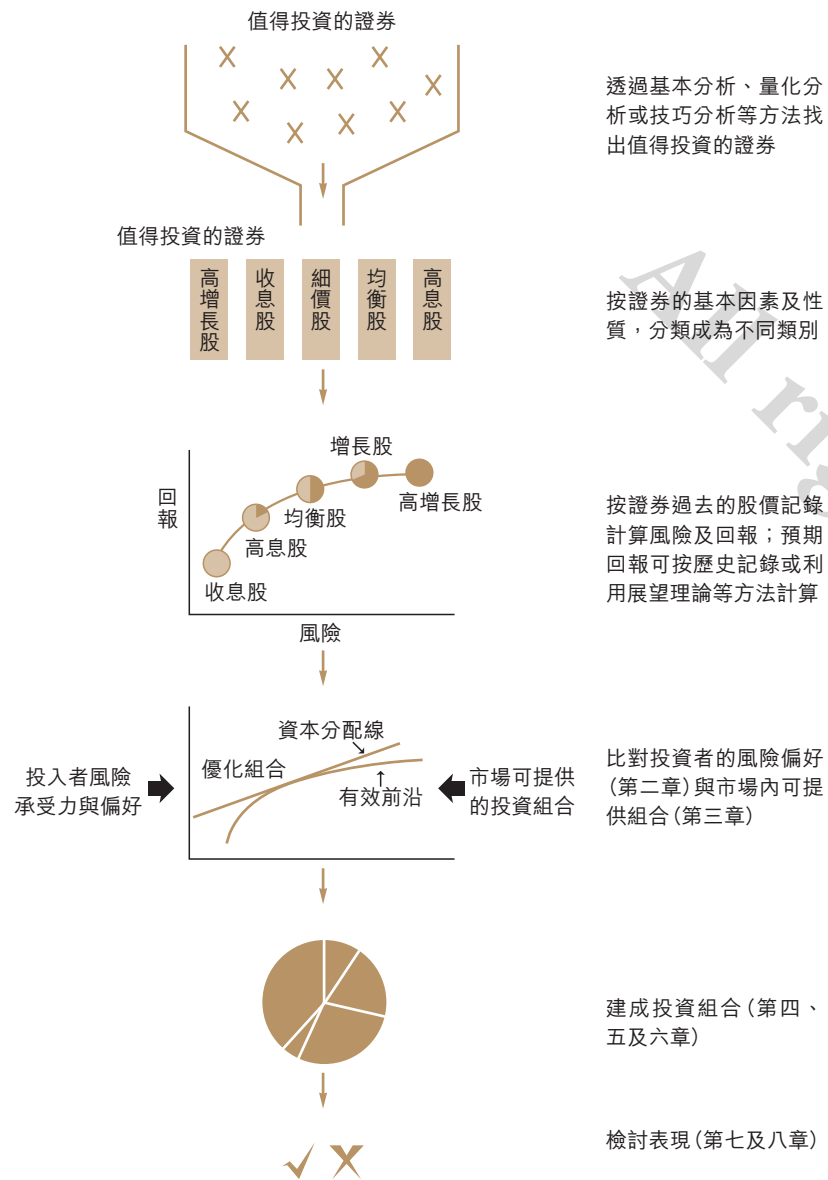 值得投資的證券
透過基本分析、量化分
析或技巧分析等方法找
出值得投資的證券
值得投資的證券
高增長股
收息股
細價股
均衡股
高息股
按證券的基本因素及性
質，分類成為不同類別
回報
增長股
高增長股
均衡股
高息股
收息股
風險
按證券過去的股價記錄
計算風險及回報；預期
回報可按歷史記錄或利
用展望理論等方法計算
資本分配線
優化組合
有效前沿
投入者風險
承受力與偏好
市場可提供
的投資組合
比對投資者的風險偏好
(第二章)與市場內可提
供組合(第三章)
建成投資組合(第四、
五及六章)
檢討表現(第七及八章)
All